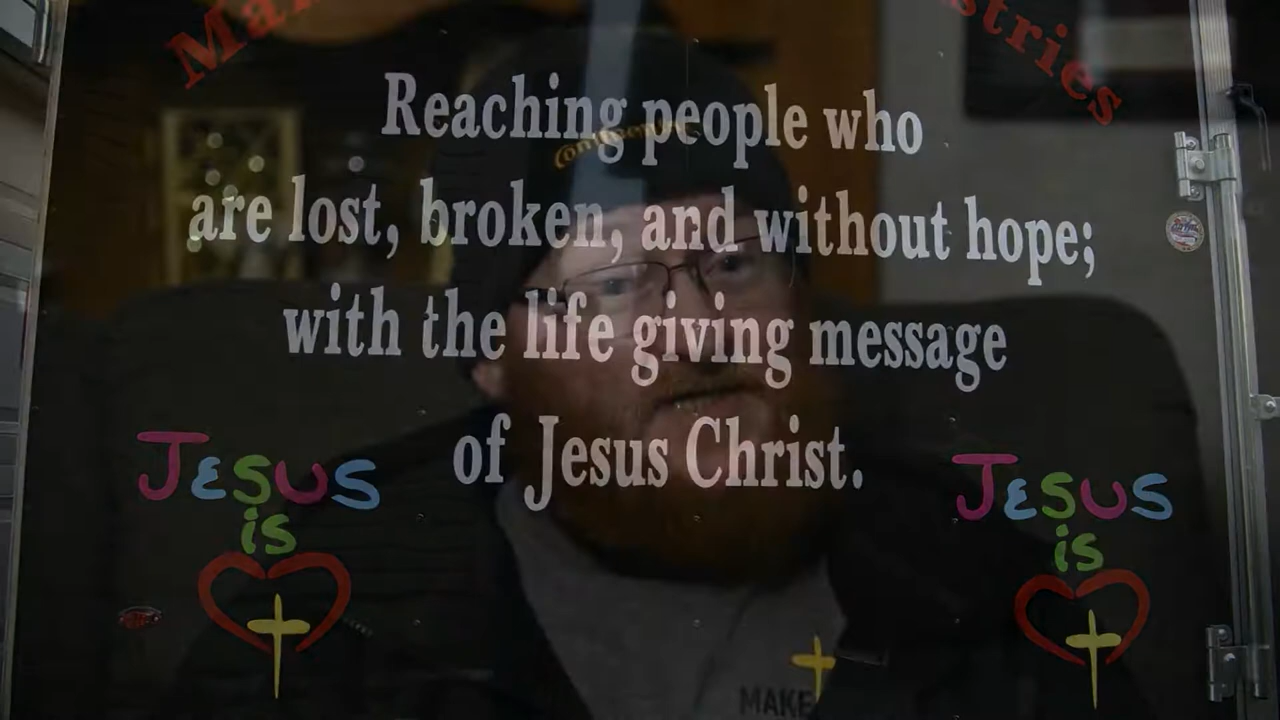 Reaching people who
are lost, broken, and without hope;
with the life giving message
of Jesus Christ.
Jesus
is
Jesus
is
MAKE